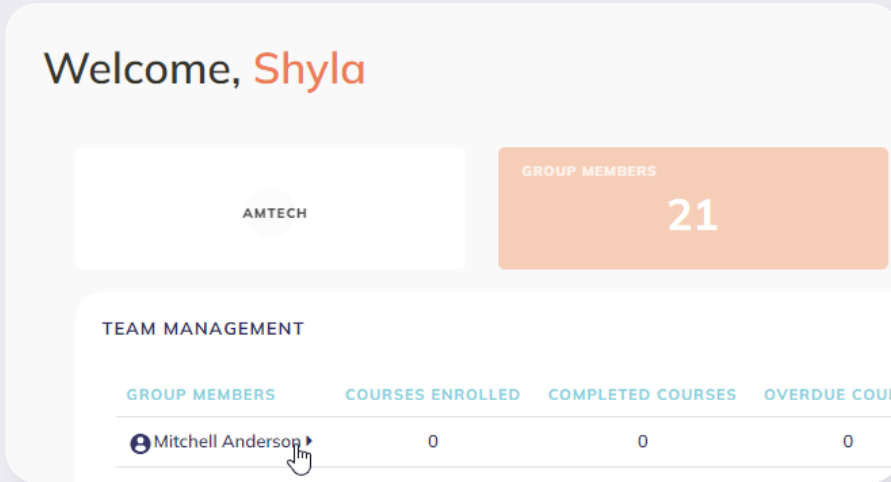 Welcome, Shyla
AMTECH
GROUP MEMBERS
21
TEAM MANAGEMENT
GROUP MEMBERS COURSES ENROLLED COMPLETED COURSES OVERDUE
Mitchell Anderson 0 0 0